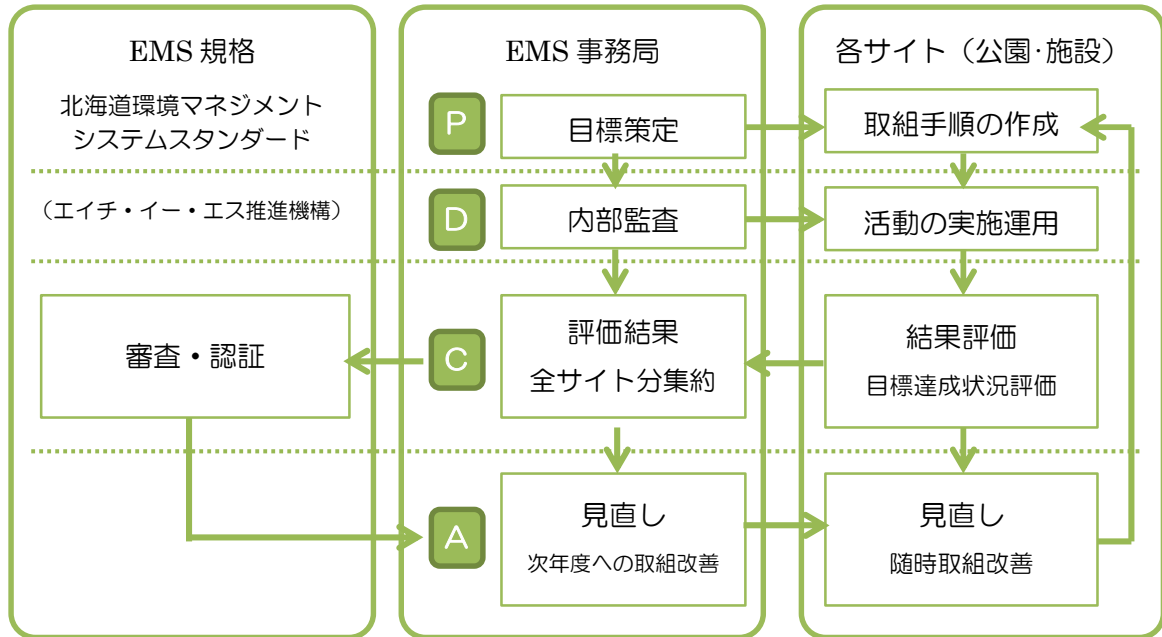 EMS 規格
北海道環境マネジメント
システムスタンダード
(エイチ・イー・エス推進機構)
審査・認証
EMS 事務局
P
目標策定
D
内部監査
C
評価結果
全サイト分集約
A
見直し
次年度への取組改善
各サイト（公園･施設）
取組手順の作成
活動の実施運用
結果評価
目標達成状況評価
見直し
随時取組改善